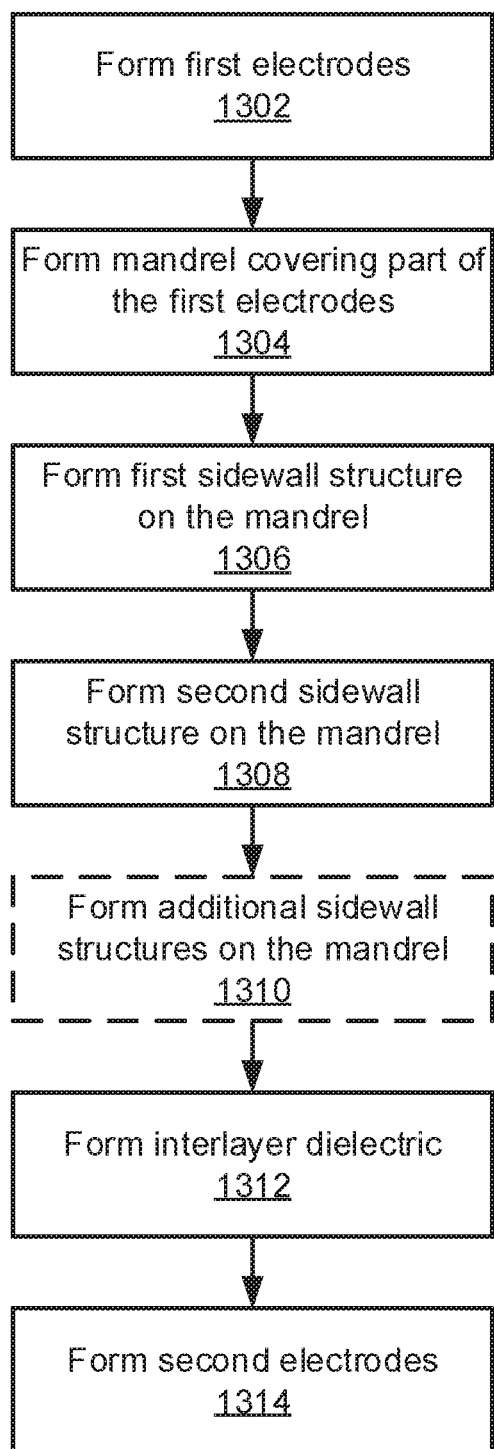 Form first electrodes
1302
Form mandrel covering part of
the first electrodes
1304
Form first sidewall structure
on the mandrel
1306
Form second sidewall
structure on the mandrel
1308
Form additional sidewall
structures on the mandrel
1310
Form interlayer dielectric
1312
Form second electrodes
1314